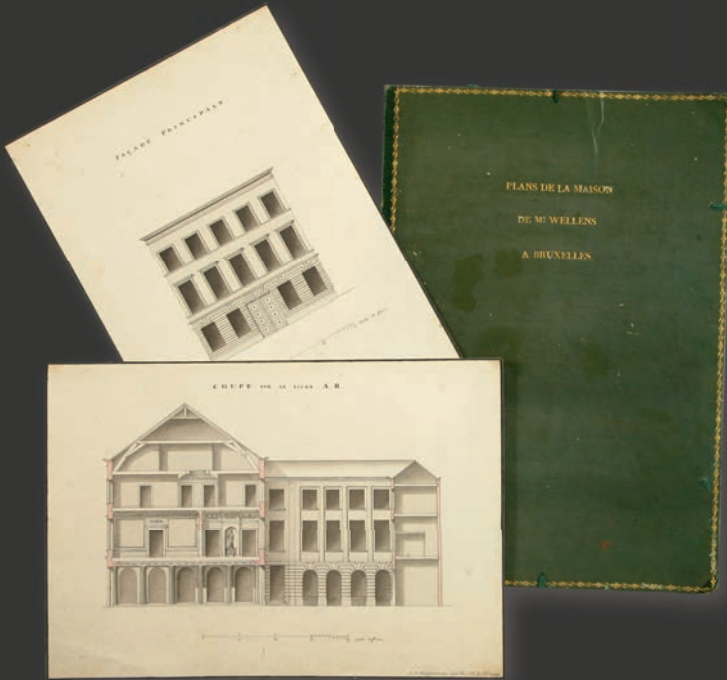 FAÇADE PRINCIPALE
PLANS DE LA MAISON
DE MR WELLENS
A BRUXELLES
COUPE SUR LA LIGNE A.B.